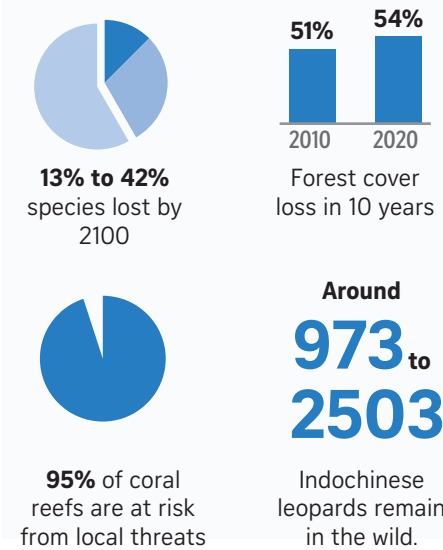 13% to 42%
species lost by
2100
51%
54%
2010
2020
Forest cover
loss in 10 years
95% of coral
reefs are at risk
from local threats
Around
973 to
2503
Indochinese
leopards remain
in the wild.